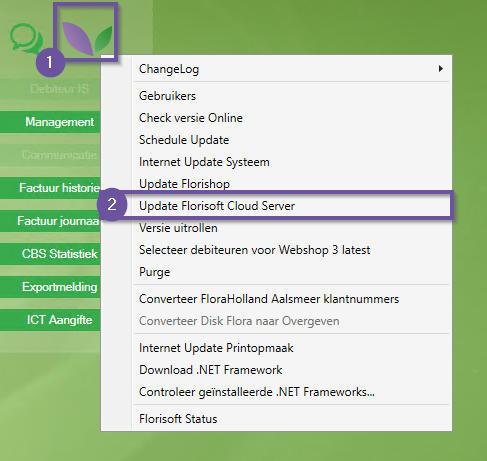 1
Debiteur IS
Management
Communicatie
Factuur historie
Factuur journaa
CBS Statistiek
Exportmelding
ICT Aangifte
ChangeLog
Gebruikers
Check versie Online
Schedule Update
Internet Update Systeem
Update Florishop
2 Update Florisoft Cloud Server
Versie uitrollen
Selecteer debiteuren voor Webshop 3 latest
Purge
Converteer FloraHolland Aalsmeer klantnummers
Converteer Disk Flora naar Overgeven
Internet Update Printopmaak
Download .NET Framework
Controleer geïnstalleerde .NET Frameworks...
Florisoft Status